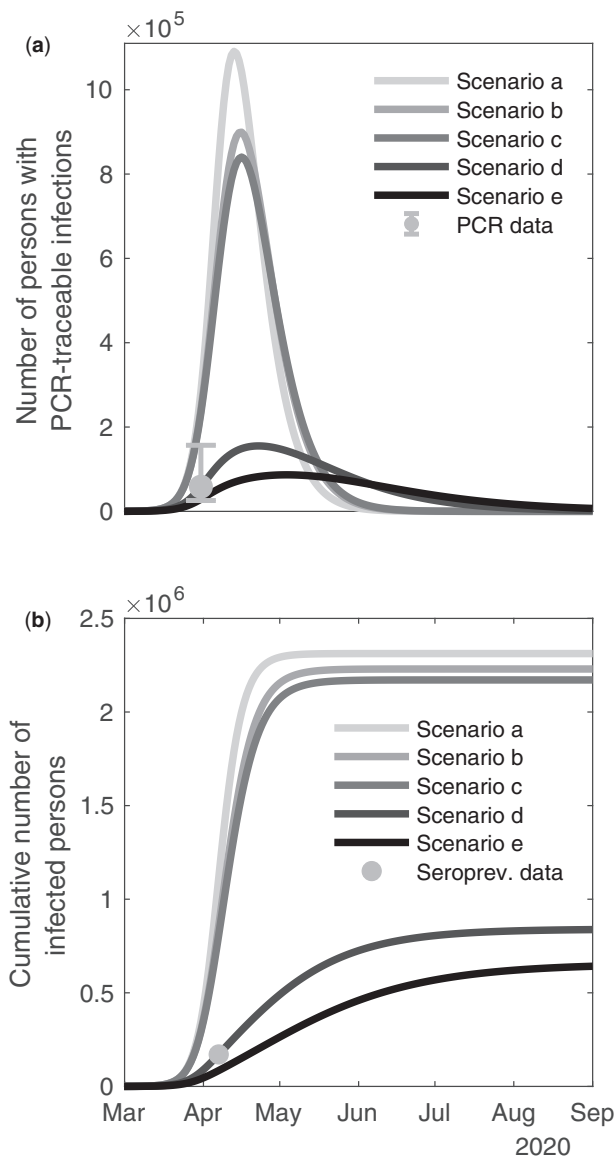 (a)
×10^5
10
8
6
4
2
0
Number of persons with
PCR-traceable infections
Scenario a
Scenario b
Scenario c
Scenario d
Scenario e
PCR data
(b)
×10^6
2.5
2
1.5
1
0.5
0
Cumulative number of
infected persons
Scenario a
Scenario b
Scenario c
Scenario d
Scenario e
Seroprev. data
Mar Apr May Jun Jul Aug Sep
2020